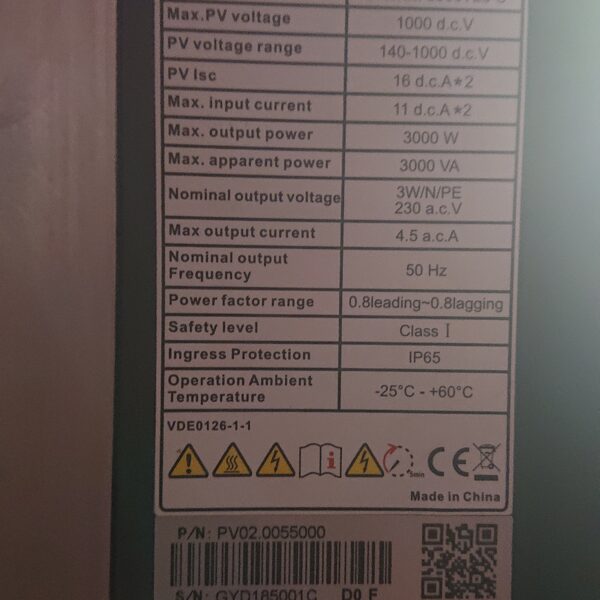 Max.PV voltage 1000 d.c.V
PV voltage range 140-1000 d.c.V
PV Isc 16 d.c.A*2
Max. input current 11 d.c.A*2
Max. output power 3000 W
Max. apparent power 3000 VA
Nominal output voltage 3W/N/PE
230 a.c.V
Max output current 4.5 a.c.A
Nominal output
Frequency 50 Hz
Power factor range 0.8leading~0.8lagging
Safety level Class I
Ingress Protection IP65
Operation Ambient
Temperature -25°C - +60°C
VDE0126-1-1
5min
CE
Made in China
P/N: PV02.0055000
S/N: GYD185001C D0 F